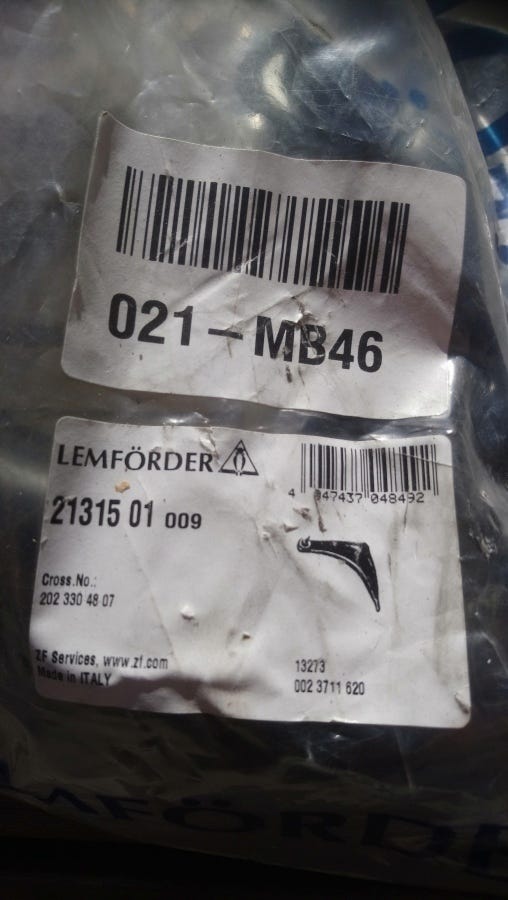 021-MB46
LEMFÖRDER
4 047437 048492
21315 01 009
Cross.No.:
202 330 48 07
ZF Services, www.zf.com
Made in ITALY
13273
002 3711 620
MFÖRDE